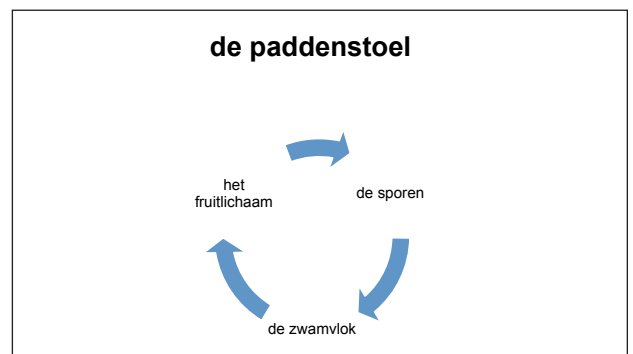 de paddenstoel
het
fruitlichaam
de sporen
de zwamvlok